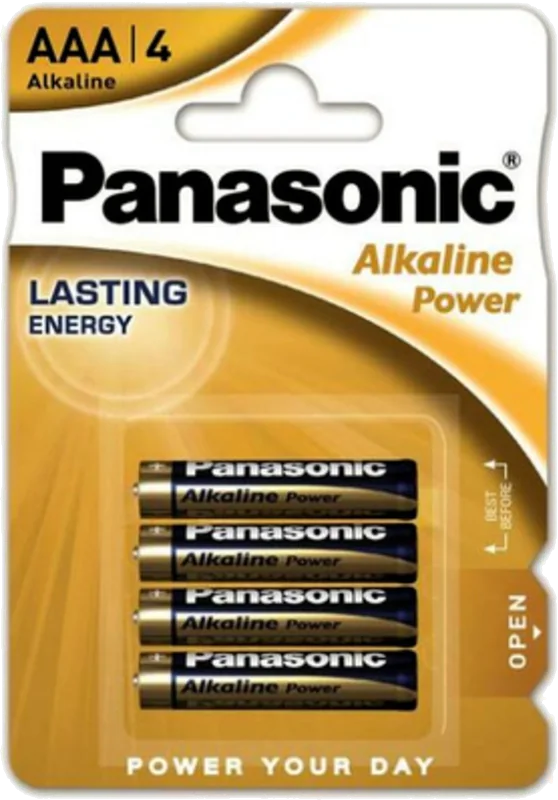 AAA | 4
Alkaline
Panasonic®
Alkaline
Power
LASTING
ENERGY
+ Panasonic
Alkaline Power
Panasonic
Alkaline Power
Panasonic
Alkaline Power
+ Panasonic
Alkaline Power
BEST
BEFORE
OPEN
POWER YOUR DAY